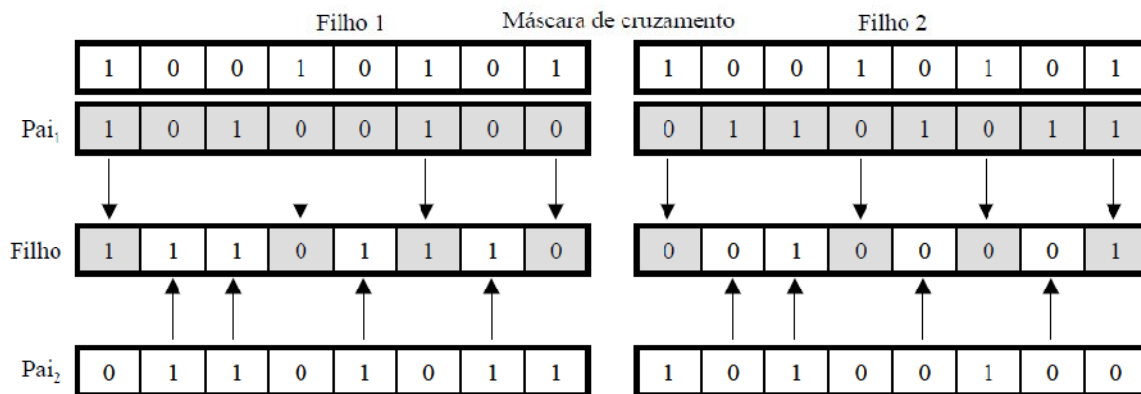 Filho 1 Máscara de cruzamento Filho 2
1 0 0 1 0 1 0 1 1 0 0 1 0 1 0 1
Pai₁ 1 0 1 0 0 1 0 0 0 1 1 0 1 0 1 1
Filho 1 1 1 0 1 1 1 0 0 0 1 0 0 0 0 1
Pai₂ 0 1 1 0 1 0 1 1 1 0 1 0 0 1 0 0